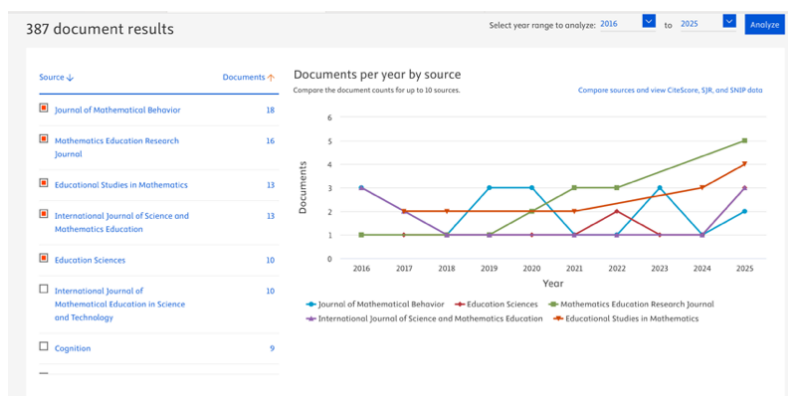 387 document results
Select year range to analyze: 2016 to 2025 Analyze
Source Documents
Journal of Mathematical Behavior 18
Mathematics Education Research 16
Journal
Educational Studies in Mathematics 13
International Journal of Science and 13
Mathematics Education
Education Sciences 10
International Journal of 10
Mathematical Education in Science
and Technology
Cognition 9
Documents per year by source
Compare the document counts for up to 10 sources.
Compare sources and view CiteScore, SJR, and SNIP data
Documents
6
5
4
3
2
1
0
2016 2017 2018 2019 2020 2021 2022 2023 2024 2025
Year
Journal of Mathematical Behavior Education Sciences Mathematics Education Research Journal
International Journal of Science and Mathematics Education Educational Studies in Mathematics